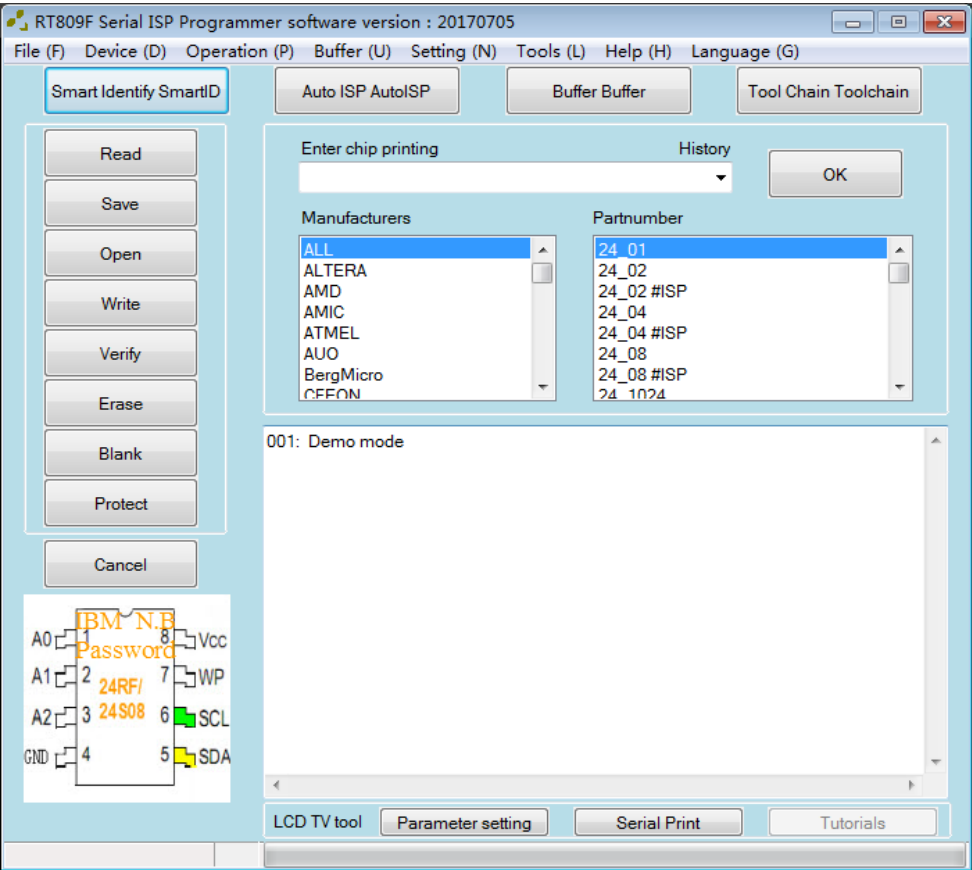 RT809F Serial ISP Programmer software version : 20170705
File (F) Device (D) Operation (P) Buffer (U) Setting (N) Tools (L) Help (H) Language (G)
Smart Identify SmartID
Auto ISP AutoISP
Buffer Buffer
Tool Chain Toolchain
Read
Save
Open
Write
Verify
Erase
Blank
Protect
Cancel
Enter chip printing
History
OK
Manufacturers
ALL
ALTERA
AMD
AMIC
ATMEL
AUO
BergMicro
CFEON
Partnumber
24_01
24_02
24_02 #ISP
24_04
24_04 #ISP
24_08
24_08 #ISP
24_1024
001: Demo mode
IBM N.B
A0 1 8 Vcc
Password
A1 2 7 WP
24RF/
24S08
A2 3 6 SCL
GND 4 5 SDA
LCD TV tool
Parameter setting
Serial Print
Tutorials